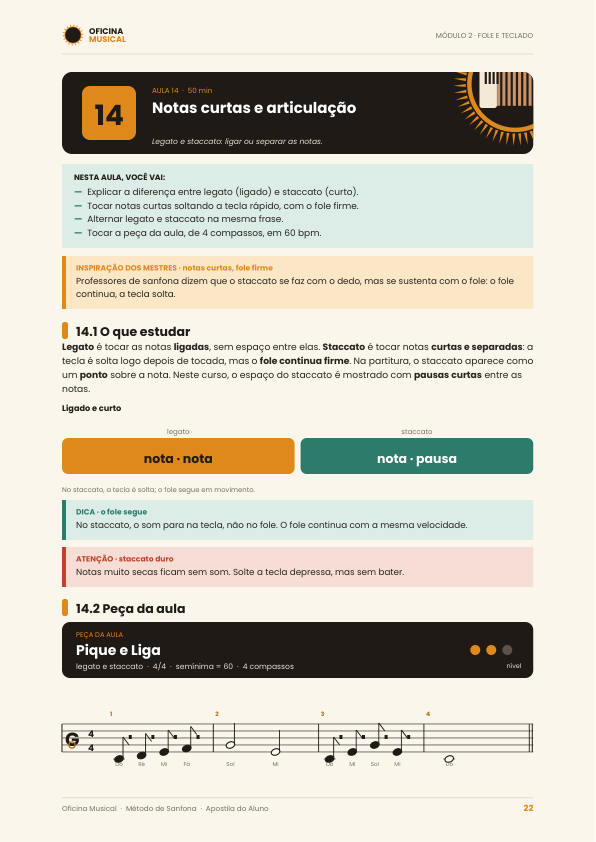 OFICINA
MUSICAL
MÓDULO 2 · FOLE E TECLADO
14
AULA 14 · 50 min
Notas curtas e articulação
Legato e staccato: ligar ou separar as notas.
NESTA AULA, VOCÊ VAI:
— Explicar a diferença entre legato (ligado) e staccato (curto).
— Tocar notas curtas soltando a tecla rápido, com o fole firme.
— Alternar legato e staccato na mesma frase.
— Tocar a peça da aula, de 4 compassos, em 60 bpm.
INSPIRAÇÃO DOS MESTRES · notas curtas, fole firme
Professores de sanfona dizem que o staccato se faz com o dedo, mas se sustenta com o fole: o fole
continua, a tecla solta.
14.1 O que estudar
Legato é tocar as notas ligadas, sem espaço entre elas. Staccato é tocar notas curtas e separadas: a
tecla é solta logo depois de tocada, mas o fole continua firme. Na partitura, o staccato aparece como
um ponto sobre a nota. Neste curso, o espaço do staccato é mostrado com pausas curtas entre as
notas.
Ligado e curto
legato
staccato
nota · nota
nota · pausa
No staccato, a tecla é solta; o fole segue em movimento.
DICA · o fole segue
No staccato, o som para na tecla, não no fole. O fole continua com a mesma velocidade.
ATENÇÃO · staccato duro
Notas muito secas ficam sem som. Solte a tecla depressa, mas sem bater.
14.2 Peça da aula
PEÇA DA AULA
Pique e Liga
legato e staccato · 4/4 · semínima = 60 · 4 compassos
nível
1 2 3 4
G 4 4
Dó Ré Mi Fá Sol Mi Dó Mi Sol Mi Dó
Oficina Musical · Método de Sanfona · Apostila do Aluno
22